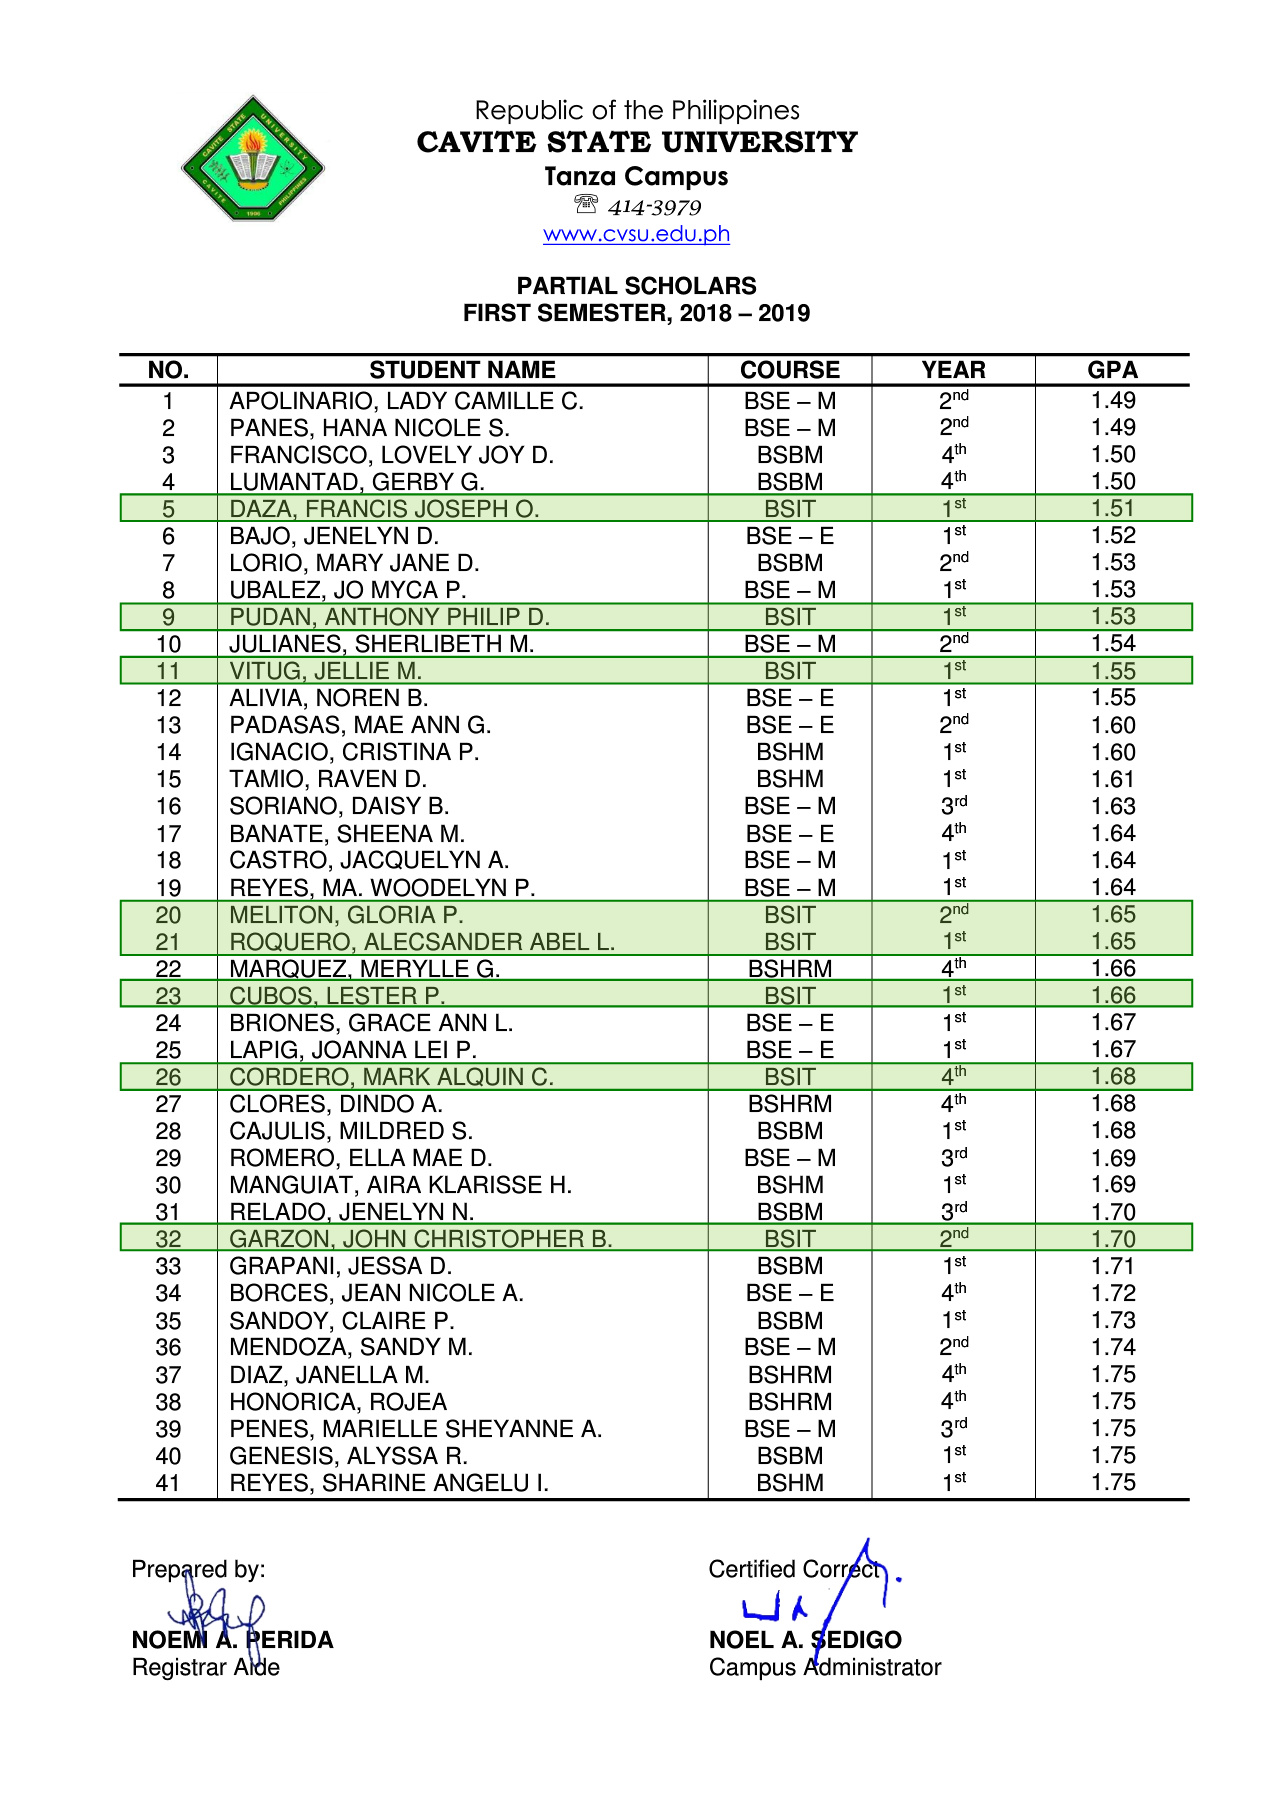 CAVITE STATE UNIVERSITY
CAVITE PHILIPPINES
1906
Republic of the Philippines
CAVITE STATE UNIVERSITY
Tanza Campus
☏ 414-3979
www.cvsu.edu.ph
PARTIAL SCHOLARS
FIRST SEMESTER, 2018 – 2019
NO. STUDENT NAME COURSE YEAR GPA
1 APOLINARIO, LADY CAMILLE C. BSE – M 2nd 1.49
2 PANES, HANA NICOLE S. BSE – M 2nd 1.49
3 FRANCISCO, LOVELY JOY D. BSBM 4th 1.50
4 LUMANTAD, GERBY G. BSBM 4th 1.50
5 DAZA, FRANCIS JOSEPH O. BSIT 1st 1.51
6 BAJO, JENELYN D. BSE – E 1st 1.52
7 LORIO, MARY JANE D. BSBM 2nd 1.53
8 UBALEZ, JO MYCA P. BSE – M 1st 1.53
9 PUDAN, ANTHONY PHILIP D. BSIT 1st 1.53
10 JULIANES, SHERLIBETH M. BSE – M 2nd 1.54
11 VITUG, JELLIE M. BSIT 1st 1.55
12 ALIVIA, NOREN B. BSE – E 1st 1.55
13 PADASAS, MAE ANN G. BSE – E 2nd 1.60
14 IGNACIO, CRISTINA P. BSHM 1st 1.60
15 TAMIO, RAVEN D. BSHM 1st 1.61
16 SORIANO, DAISY B. BSE – M 3rd 1.63
17 BANATE, SHEENA M. BSE – E 4th 1.64
18 CASTRO, JACQUELYN A. BSE – M 1st 1.64
19 REYES, MA. WOODELYN P. BSE – M 1st 1.64
20 MELITON, GLORIA P. BSIT 2nd 1.65
21 ROQUERO, ALECSANDER ABEL L. BSIT 1st 1.65
22 MARQUEZ, MERYLLE G. BSHRM 4th 1.66
23 CUBOS, LESTER P. BSIT 1st 1.66
24 BRIONES, GRACE ANN L. BSE – E 1st 1.67
25 LAPIG, JOANNA LEI P. BSE – E 1st 1.67
26 CORDERO, MARK ALQUIN C. BSIT 4th 1.68
27 CLORES, DINDO A. BSHRM 4th 1.68
28 CAJULIS, MILDRED S. BSBM 1st 1.68
29 ROMERO, ELLA MAE D. BSE – M 3rd 1.69
30 MANGUIAT, AIRA KLARISSE H. BSHM 1st 1.69
31 RELADO, JENELYN N. BSBM 3rd 1.70
32 GARZON, JOHN CHRISTOPHER B. BSIT 2nd 1.70
33 GRAPANI, JESSA D. BSBM 1st 1.71
34 BORCES, JEAN NICOLE A. BSE – E 4th 1.72
35 SANDOY, CLAIRE P. BSBM 1st 1.73
36 MENDOZA, SANDY M. BSE – M 2nd 1.74
37 DIAZ, JANELLA M. BSHRM 4th 1.75
38 HONORICA, ROJEA BSHRM 4th 1.75
39 PENES, MARIELLE SHEYANNE A. BSE – M 3rd 1.75
40 GENESIS, ALYSSA R. BSBM 1st 1.75
41 REYES, SHARINE ANGELU I. BSHM 1st 1.75
Prepared by: Certified Correct
NOEMI A. PERIDA NOEL A. SEDIGO
Registrar Aide Campus Administrator